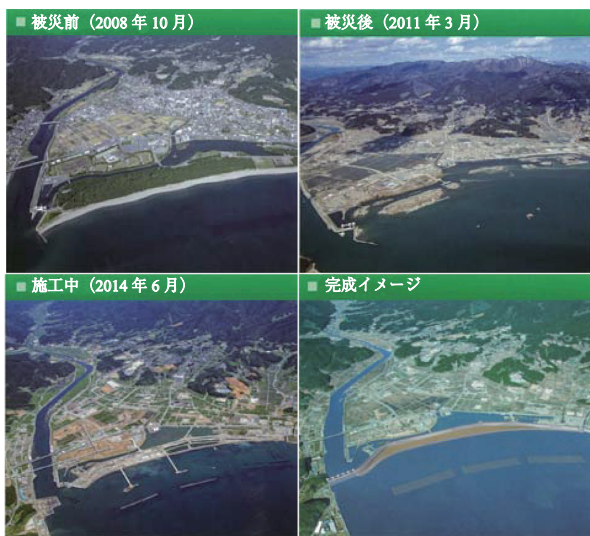 ■ 被災前（2008 年 10 月）
■ 被災後（2011 年 3 月）
■ 施工中（2014 年 6 月）
■ 完成イメージ